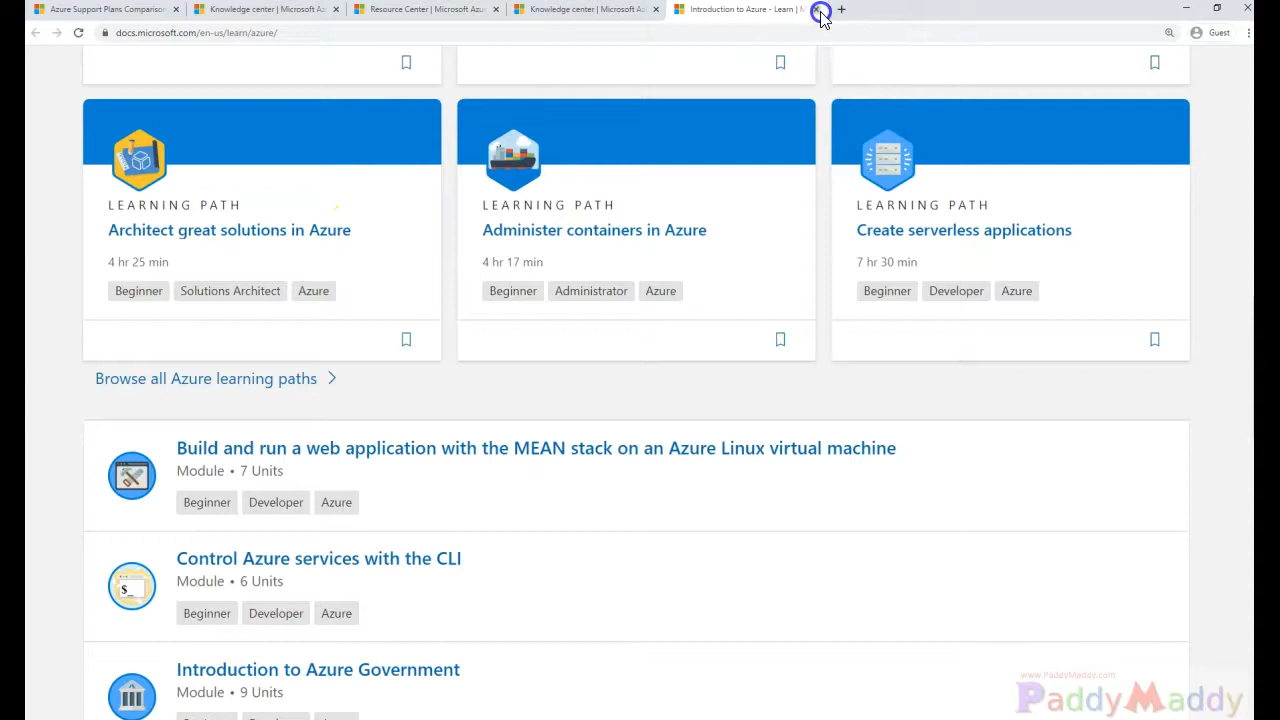 Azure Support Plans Comparison
Knowledge center | Microsoft Az
Resource Center | Microsoft Azu
Knowledge center | Microsoft Az
Introduction to Azure - Learn | M
docs.microsoft.com/en-us/learn/azure/
Guest
LEARNING PATH
Architect great solutions in Azure
4 hr 25 min
Beginner Solutions Architect Azure
LEARNING PATH
Administer containers in Azure
4 hr 17 min
Beginner Administrator Azure
LEARNING PATH
Create serverless applications
7 hr 30 min
Beginner Developer Azure
Browse all Azure learning paths
Build and run a web application with the MEAN stack on an Azure Linux virtual machine
Module • 7 Units
Beginner Developer Azure
Control Azure services with the CLI
Module • 6 Units
Beginner Developer Azure
Introduction to Azure Government
Module • 9 Units
www.PaddyMaddy.com
PaddyMaddy